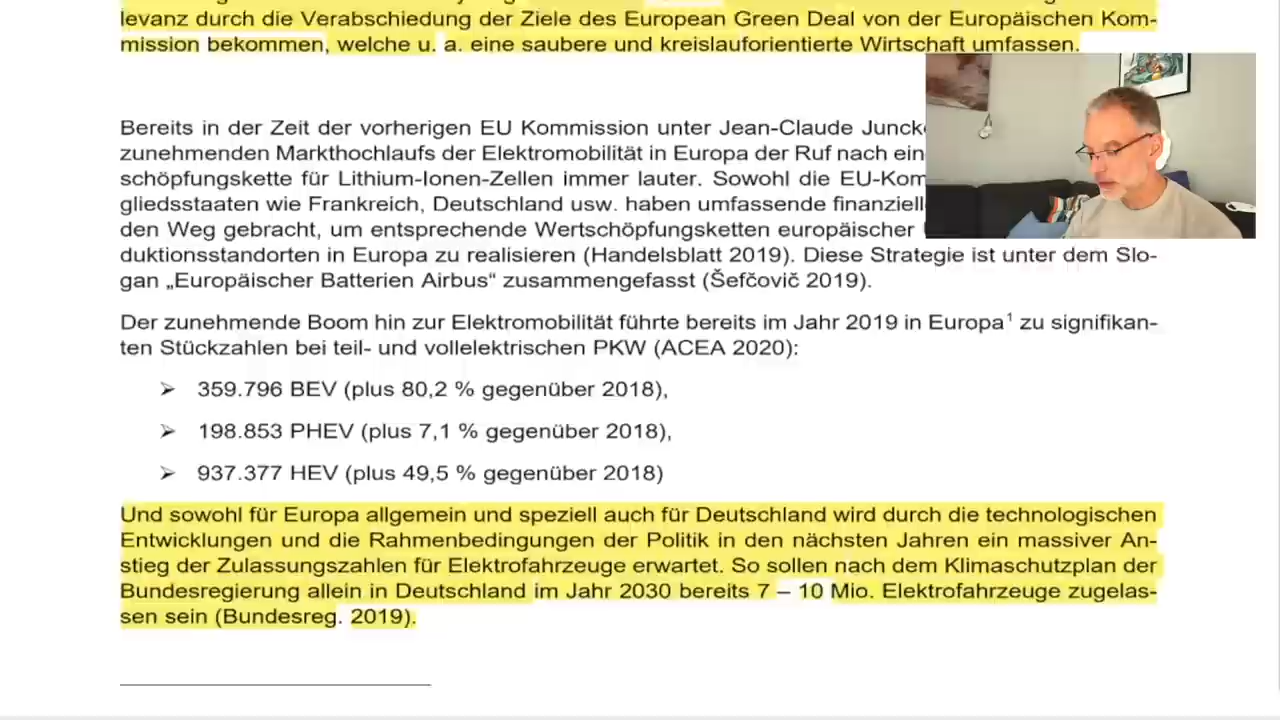 levanz durch die Verabschiedung der Ziele des European Green Deal von der Europäischen Kom-
mission bekommen, welche u. a. eine saubere und kreislauforientierte Wirtschaft umfassen.
Bereits in der Zeit der vorherigen EU Kommission unter Jean-Claude
zunehmenden Markthochlaufs der Elektromobilität in Europa der Ruf nach
schöpfungskette für Lithium-Ionen-Zellen immer lauter. Sowohl die
gliedsstaaten wie Frankreich, Deutschland usw. haben umfassende
den Weg gebracht, um entsprechende Wertschöpfungsketten europäischer
duktionsstandorten in Europa zu realisieren (Handelsblatt 2019). Diese Strategie ist unter dem Slo-
gan „Europäischer Batterien Airbus“ zusammengefasst (Šefčovič 2019).
Der zunehmende Boom hin zur Elektromobilität führte bereits im Jahr 2019 in Europa¹ zu signifikan-
ten Stückzahlen bei teil- und vollelektrischen PKW (ACEA 2020):
➢ 359.796 BEV (plus 80,2 % gegenüber 2018),
➢ 198.853 PHEV (plus 7,1 % gegenüber 2018),
➢ 937.377 HEV (plus 49,5 % gegenüber 2018)
Und sowohl für Europa allgemein und speziell auch für Deutschland wird durch die technologischen
Entwicklungen und die Rahmenbedingungen der Politik in den nächsten Jahren ein massiver An-
stieg der Zulassungszahlen für Elektrofahrzeuge erwartet. So sollen nach dem Klimaschutzplan der
Bundesregierung allein in Deutschland im Jahr 2030 bereits 7 – 10 Mio. Elektrofahrzeuge zugelas-
sen sein (Bundesreg. 2019).